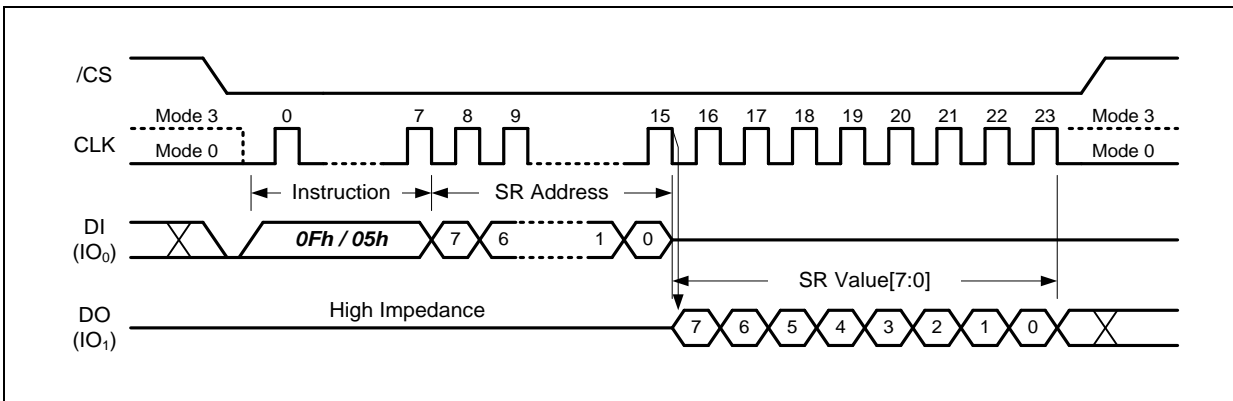 /CS
Mode 3 0 7 8 9 15 16 17 18 19 20 21 22 23 Mode 3
CLK
Mode 0 Mode 0
Instruction SR Address
DI
(IO₀)
0Fh / 05h 7 6 1 0
SR Value[7:0]
High Impedance
DO
(IO₁)
7 6 5 4 3 2 1 0